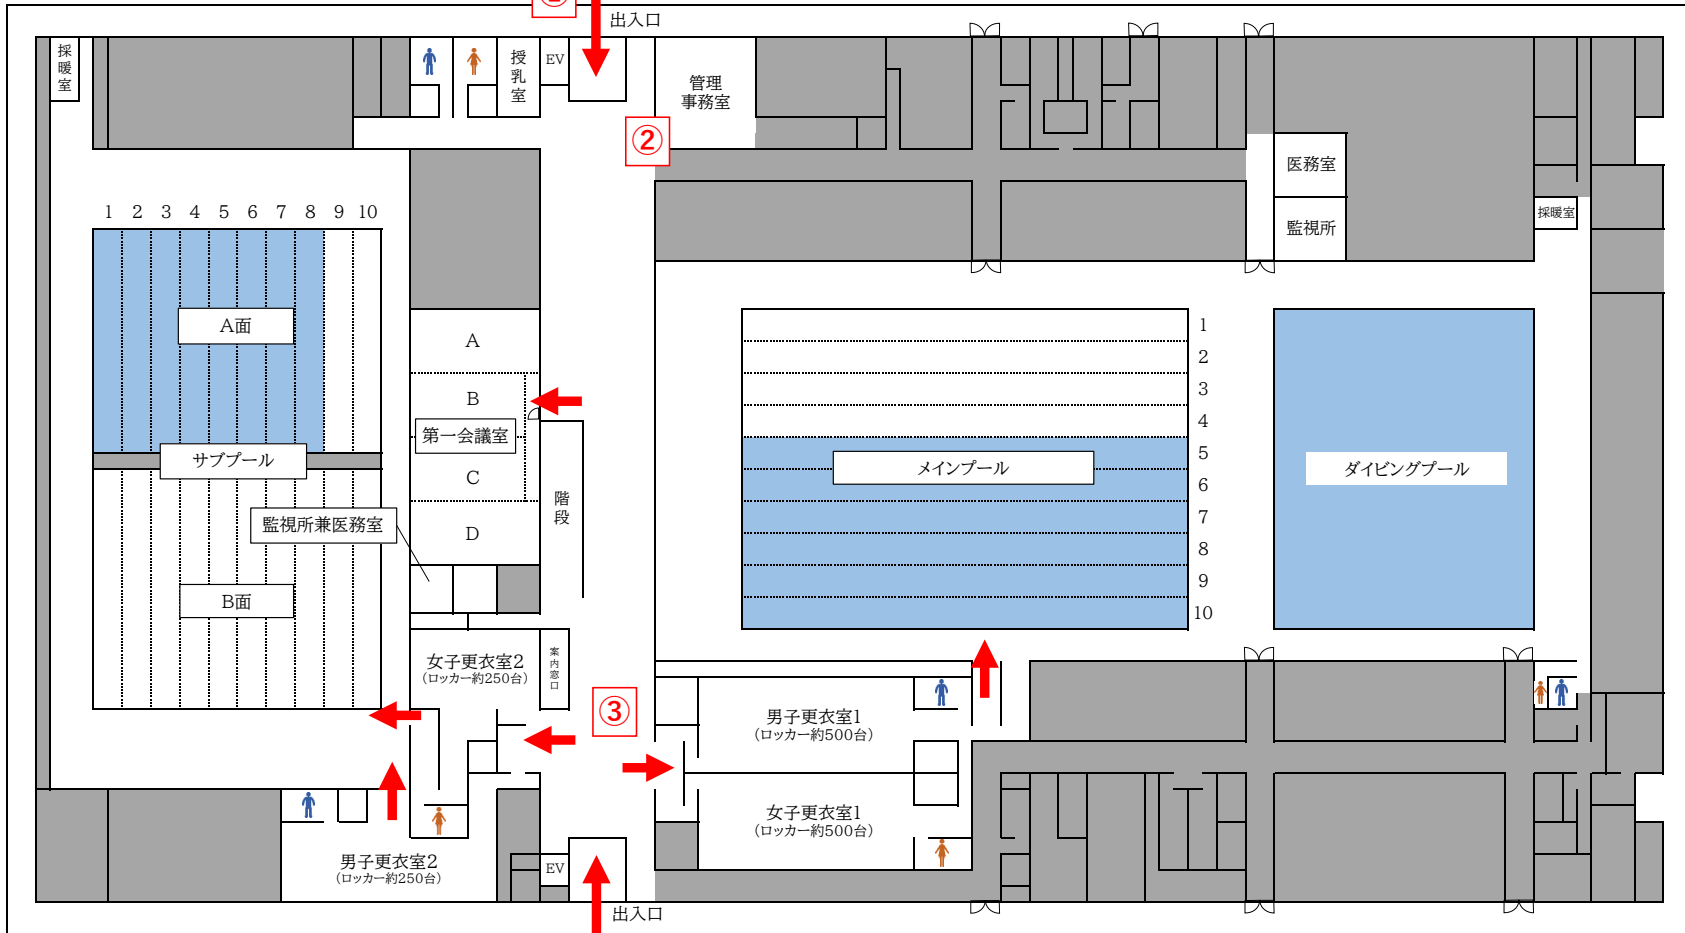 出入口
採暖室
授乳室
EV
管理
事務室
②
医務室
監視所
採暖室
1 2 3 4 5 6 7 8 9 10
A面
サブプール
B面
監視所兼医務室
A
B
第一会議室
C
D
階段
1
2
3
4
5
6
7
8
9
10
メインプール
ダイビングプール
女子更衣室2
(ロッカー約250台)
案内窓口
③
男子更衣室1
(ロッカー約500台)
女子更衣室1
(ロッカー約500台)
男子更衣室2
(ロッカー約250台)
EV
出入口